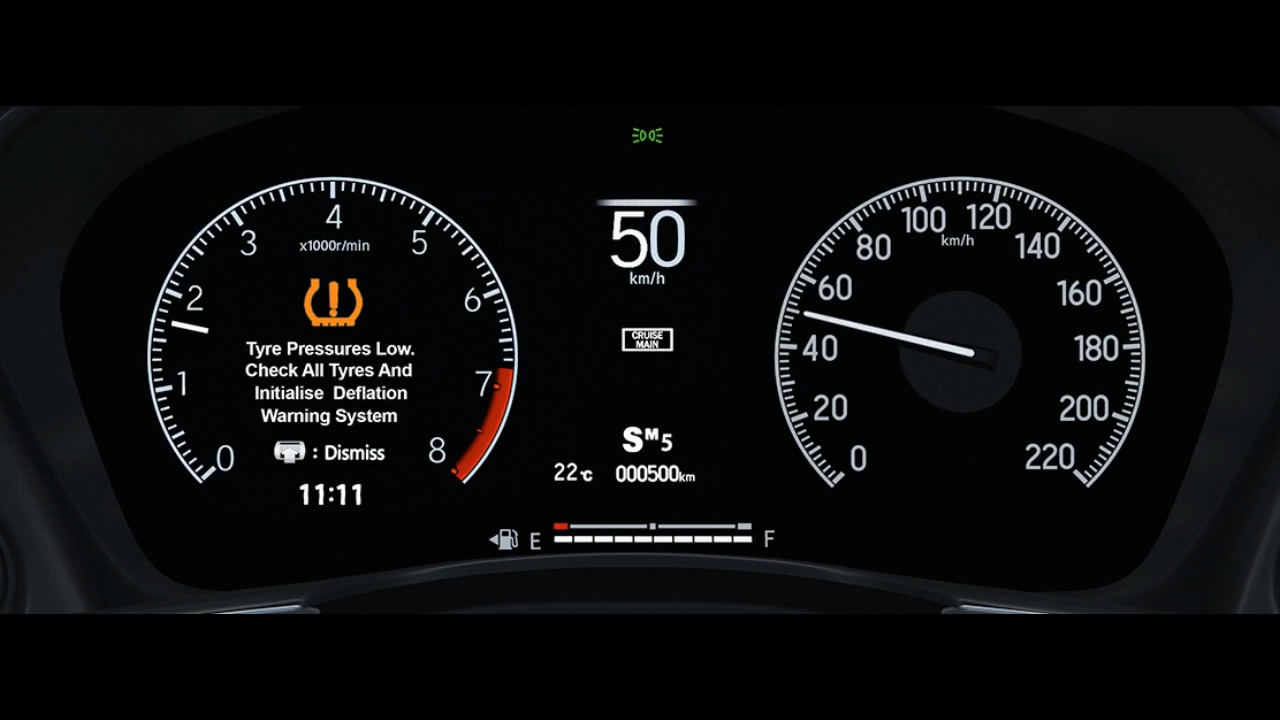 4
3
5
x1000r/min
2
6
1
7
0
8
Tyre Pressures Low.
Check All Tyres And
Initialise Deflation
Warning System
: Dismiss
11:11
50
km/h
CRUISE
MAIN
SM5
22°C 000500km
E F
100 120
km/h
80 140
60 160
40 180
20 200
0 220